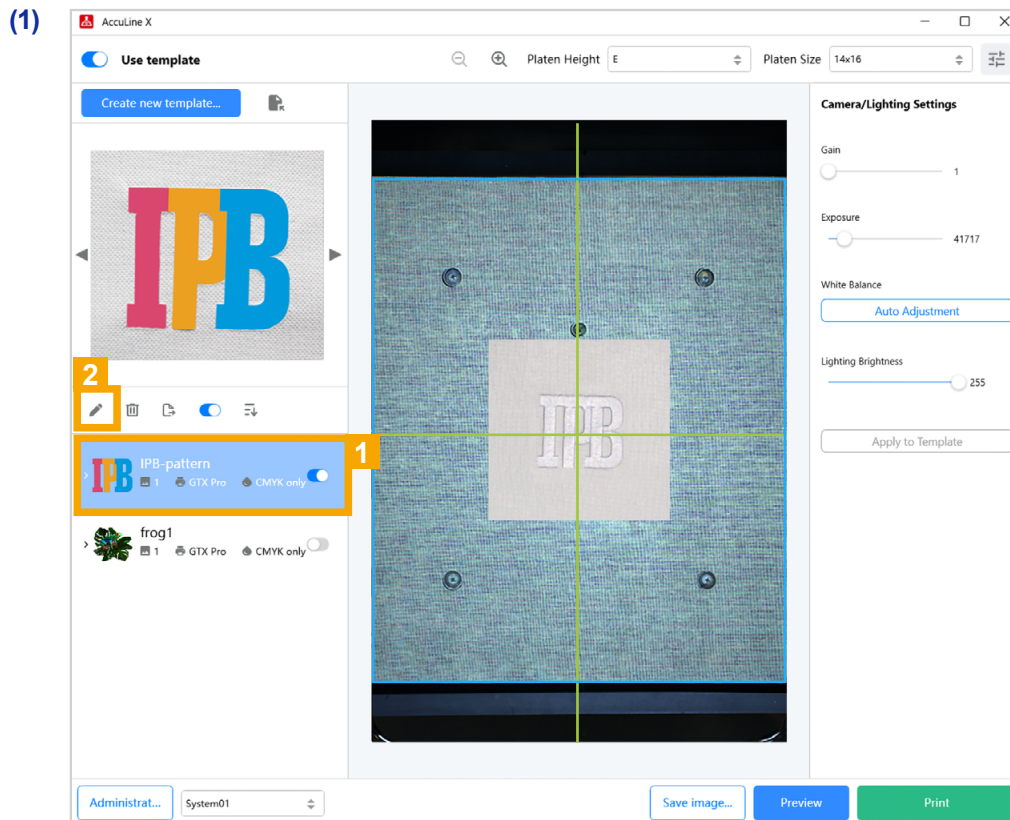 (1)
AccuLine X
Use template
Platen Height E
Platen Size 14x16
Create new template...
Camera/Lighting Settings
IPB
Gain
1
Exposure
41717
White Balance
Auto Adjustment
Lighting Brightness
255
Apply to Template
2
1
IPB
IPB
IPB-pattern
1 GTX Pro CMYK only
frog1
1 GTX Pro CMYK only
Administrat...
System01
Save image...
Preview
Print